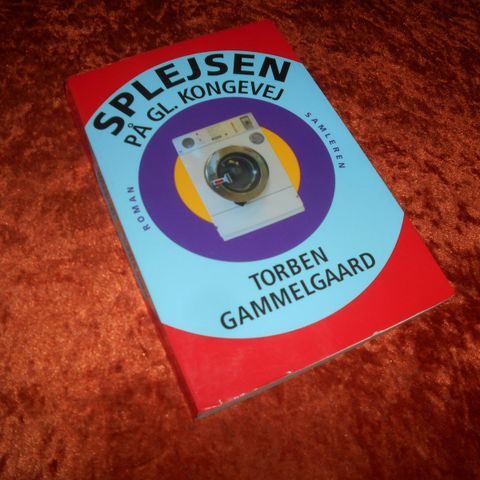 SPLEJSEN
PÅ GL. KONGEVEJ
ROMAN
SAMLEREN
TORBEN
GAMMELGAARD